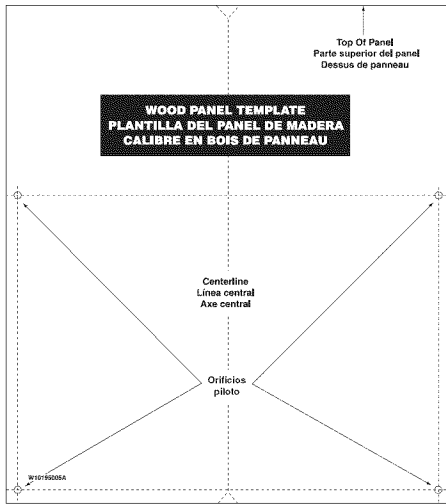 Top Of Panel
Parte superior del panel
Dessus de panneau
WOOD PANEL TEMPLATE
PLANTILLA DEL PANEL DE MADERA
CALIBRE EN BOIS DE PANNEAU
Centerline
Línea central
Axe central
Orificios
piloto
W10195005A